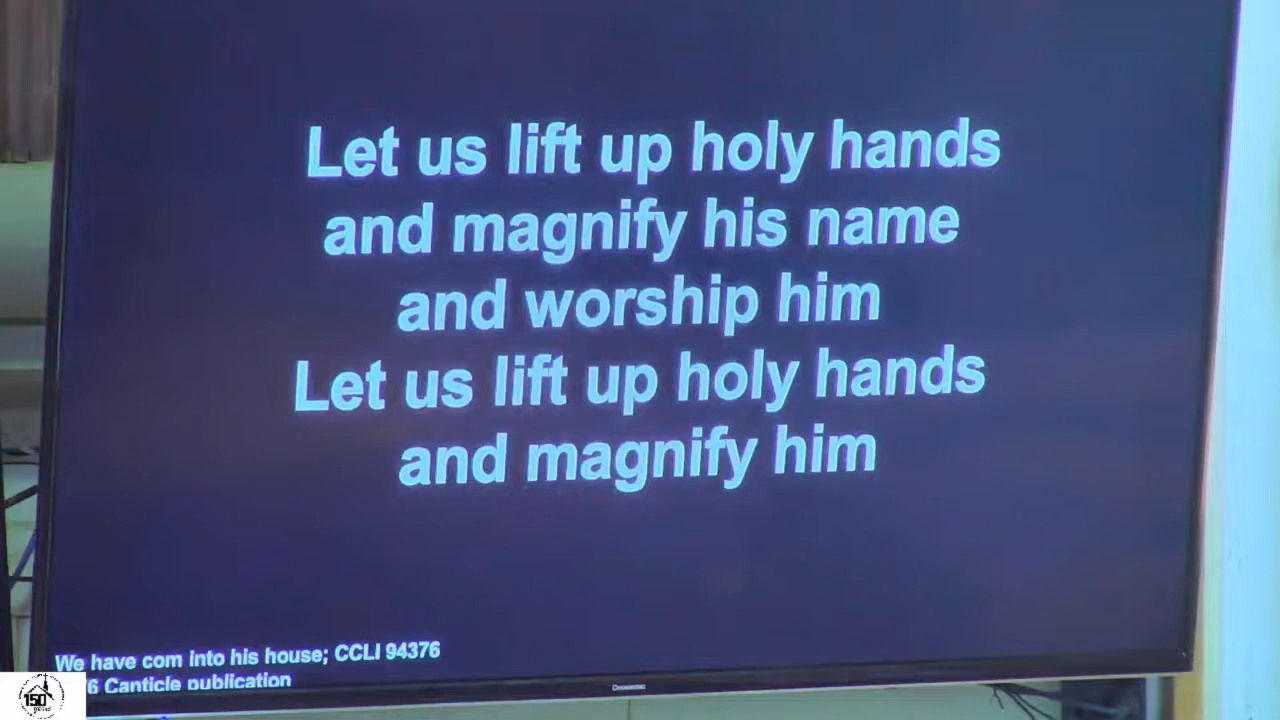 Let us lift up holy hands
and magnify his name
and worship him
Let us lift up holy hands
and magnify him
We have com into his house; CCLI 94376
6 Canticle publication
150